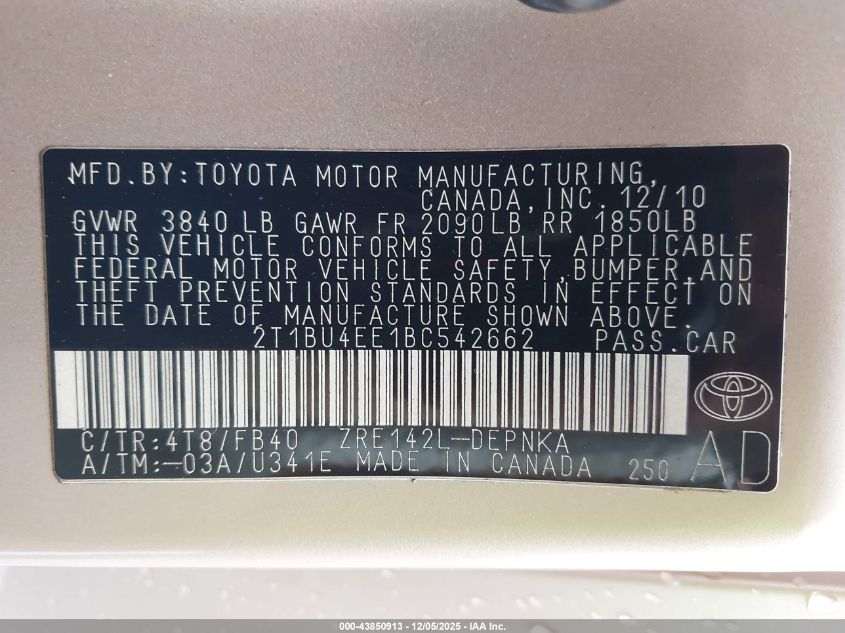 MFD.BY:TOYOTA MOTOR MANUFACTURING,
CANADA,INC. 12/10
GVWR 3840 LB GAWR FR 2090LB RR 1850LB
THIS VEHICLE CONFORMS TO ALL APPLICABLE
FEDERAL MOTOR VEHICLE SAFETY,BUMPER,AND
THEFT PREVENTION STANDARDS IN EFFECT ON
THE DATE OF MANUFACTURE SHOWN ABOVE.
2T1BU4EE1BC542662 PASS.CAR
C/TR:4T8/FB40 ZRE142L-DEPNKA
A/TM:-03A/U341E MADE IN CANADA 250 AD
000-43850913 - 12/05/2025 - IAA Inc.